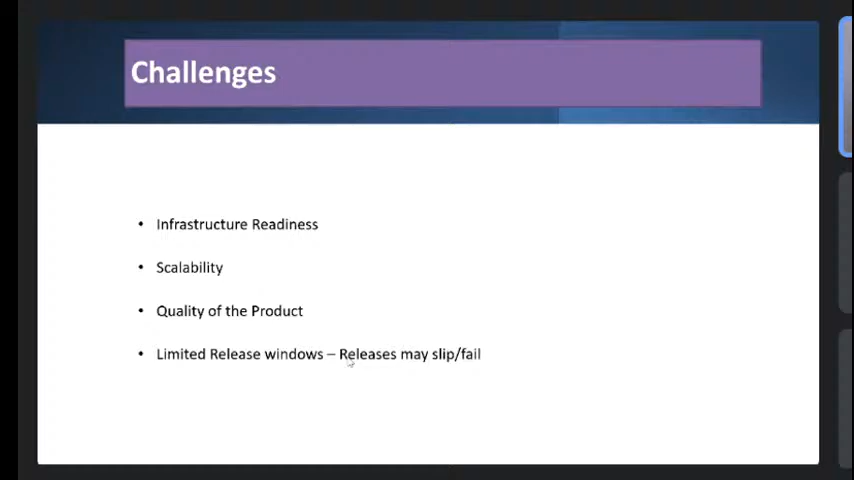 Challenges
• Infrastructure Readiness
• Scalability
• Quality of the Product
• Limited Release windows – Releases may slip/fail